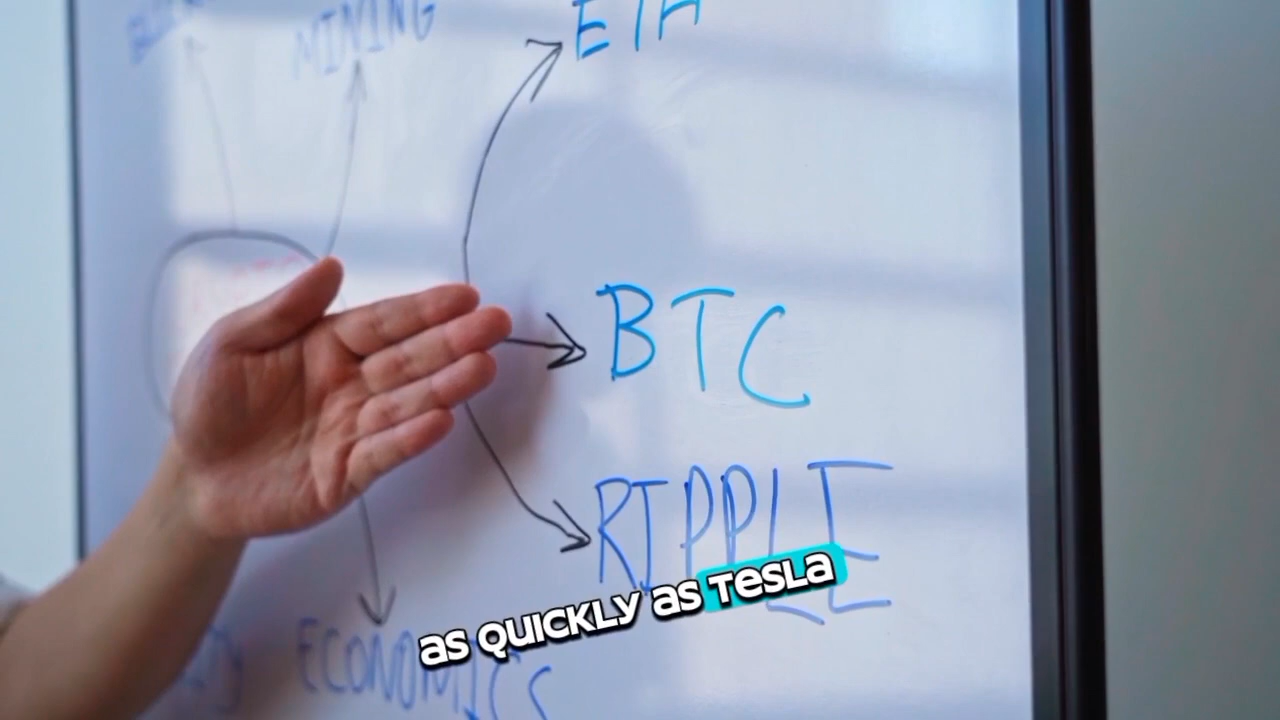 MINING
ETH
BTC
RIPPLE
as quickly as Tesla
ECONOMICS